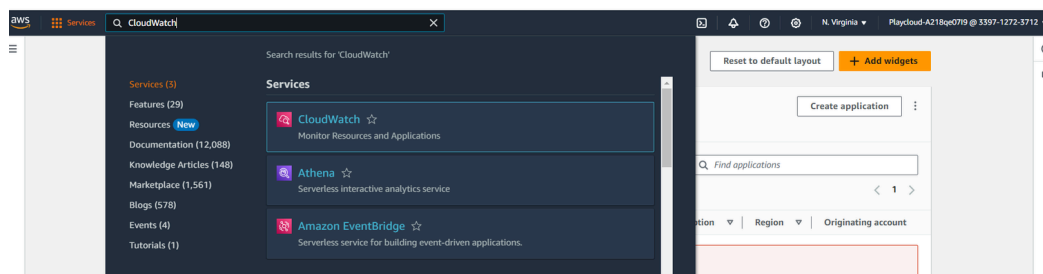 aws
Services
CloudWatch
N. Virginia
Playcloud-A218qe07I9 @ 3397-1272-3712
Search results for 'CloudWatch'
Services (3)
Features (29)
Resources New
Documentation (12,088)
Knowledge Articles (148)
Marketplace (1,561)
Blogs (578)
Events (4)
Tutorials (1)
Services
CloudWatch
Monitor Resources and Applications
Athena
Serverless interactive analytics service
Amazon EventBridge
Serverless service for building event-driven applications.
Reset to default layout
+ Add widgets
Create application
Find applications
1
Region
Originating account